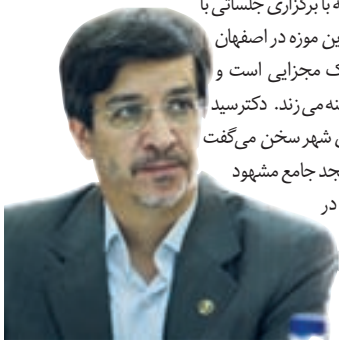 ه با برگزاری جلساتی با
ین موزه در اصفهان
ک مجزایی است و
نه می‌زند. دکترسید
ی شهر سخن می‌گفت
جد جامع مشهود
در